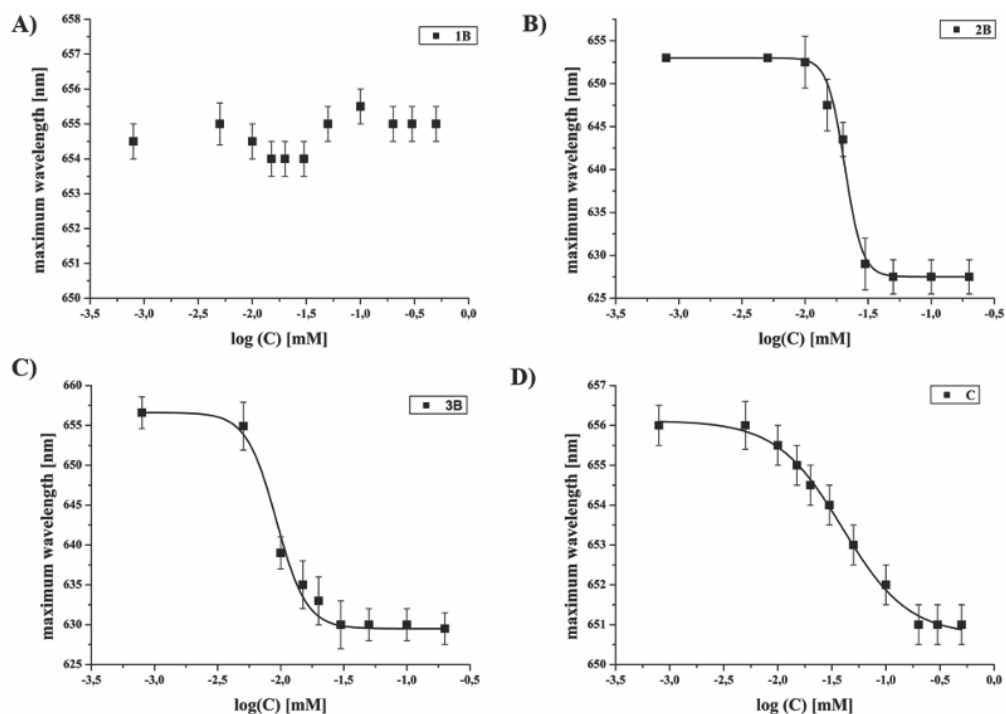 A)
1B
maximum wavelength [nm]
658
657
656
655
654
653
652
651
650
-3,5 -3,0 -2,5 -2,0 -1,5 -1,0 -0,5 0,0
log (C) [mM]
B)
2B
maximum wavelength [nm]
655
650
645
640
635
630
625
-3,5 -3,0 -2,5 -2,0 -1,5 -1,0 -0,5
log(C) [mM]
C)
3B
maximum wavelength [nm]
660
655
650
645
640
635
630
625
-3,5 -3,0 -2,5 -2,0 -1,5 -1,0 -0,5
log(C) [mM]
D)
C
maximum wavelength [nm]
657
656
655
654
653
652
651
650
-3,5 -3,0 -2,5 -2,0 -1,5 -1,0 -0,5 0,0
log (C) [mM]